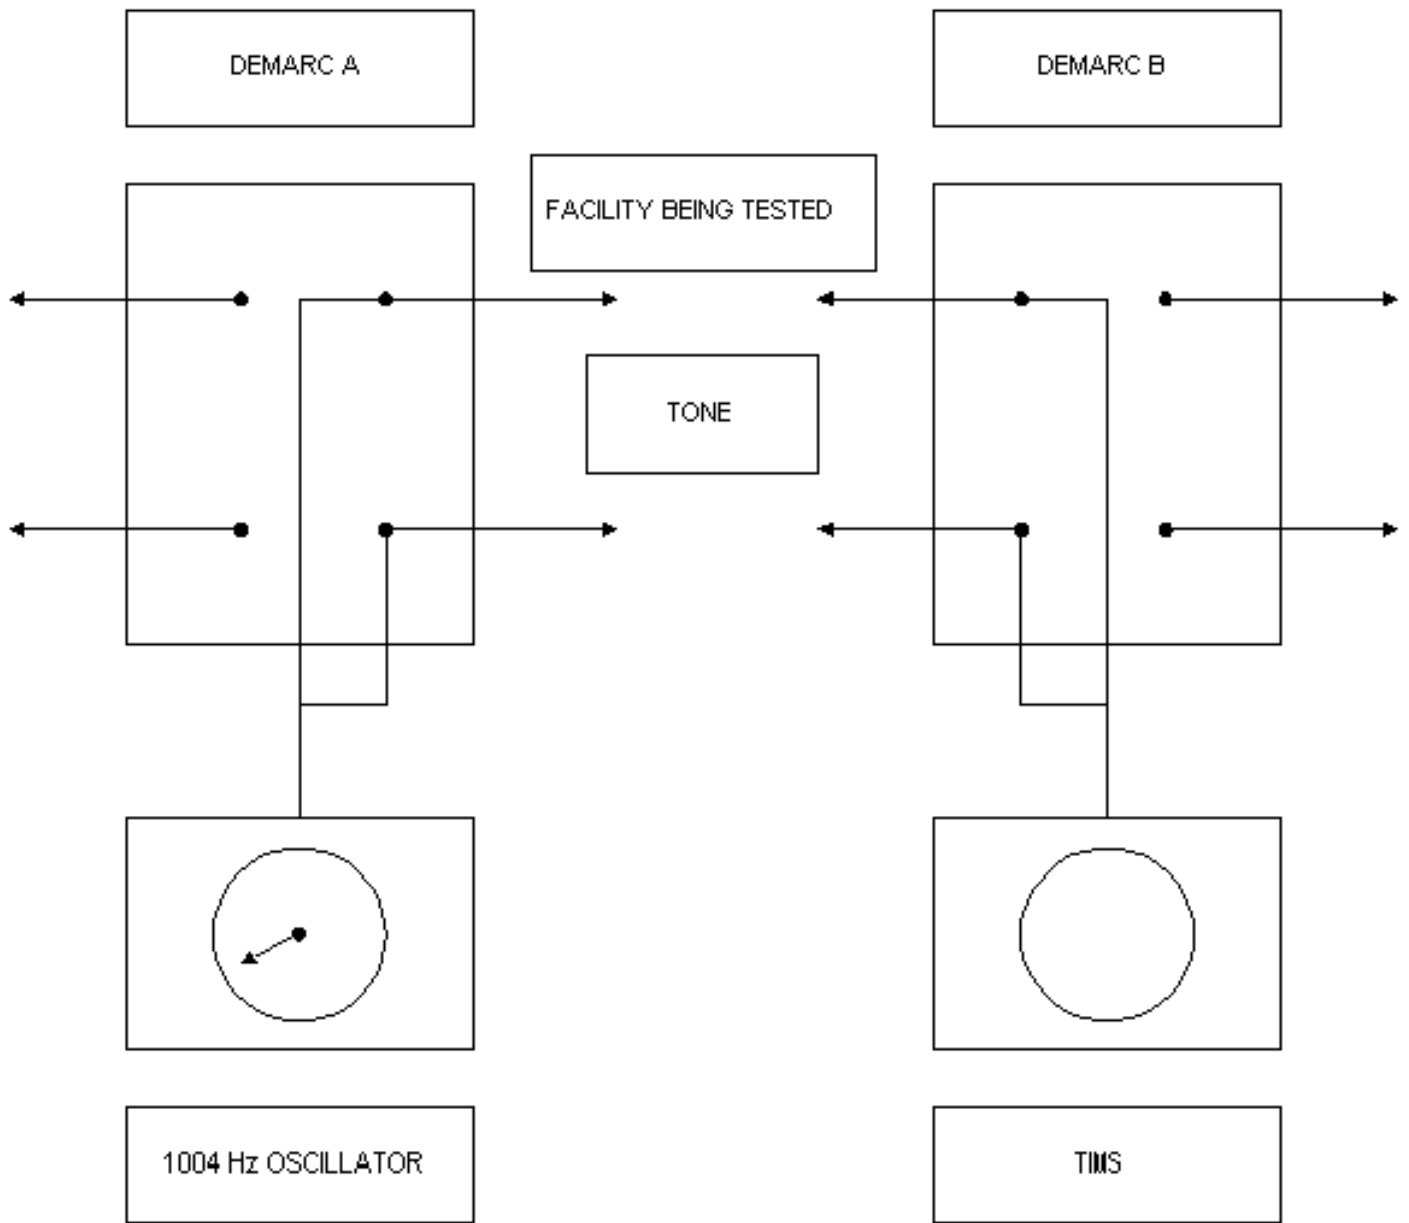 DEMARC A
DEMARC B
FACILITY BEING TESTED
TONE
1004 Hz OSCILLATOR
TIMS